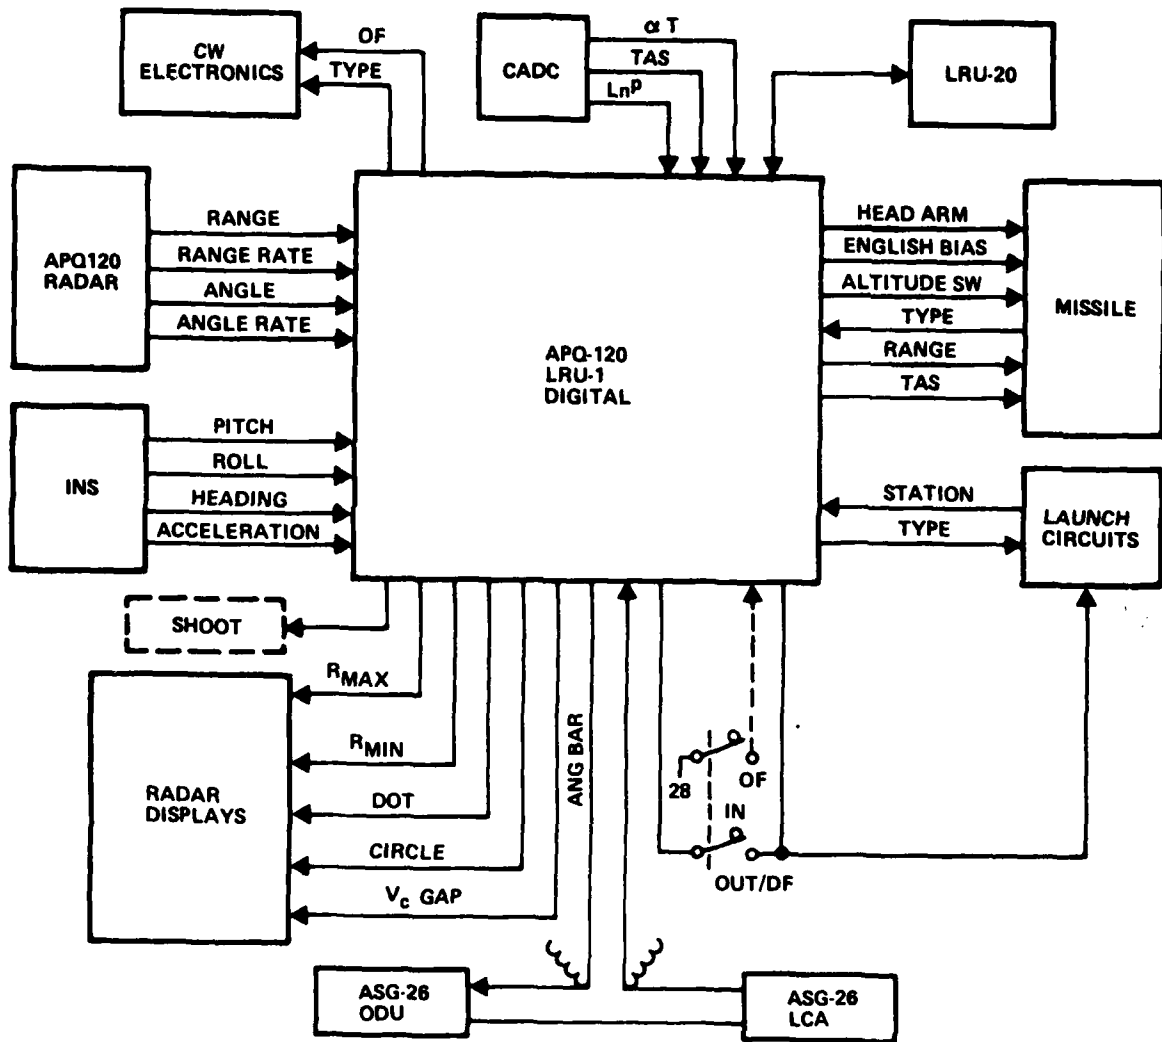 CW
ELECTRONICS
OF
TYPE
CADC
α T
TAS
Lnᵖ
LRU-20
APQ120
RADAR
RANGE
RANGE RATE
ANGLE
ANGLE RATE
APQ-120
LRU-1
DIGITAL
HEAD ARM
ENGLISH BIAS
ALTITUDE SW
TYPE
RANGE
TAS
MISSILE
INS
PITCH
ROLL
HEADING
ACCELERATION
STATION
TYPE
LAUNCH
CIRCUITS
SHOOT
RADAR
DISPLAYS
RMAX
RMIN
DOT
CIRCLE
Vc GAP
ANG BAR
28
OF
IN
OUT/DF
ASG-26
ODU
ASG-26
LCA